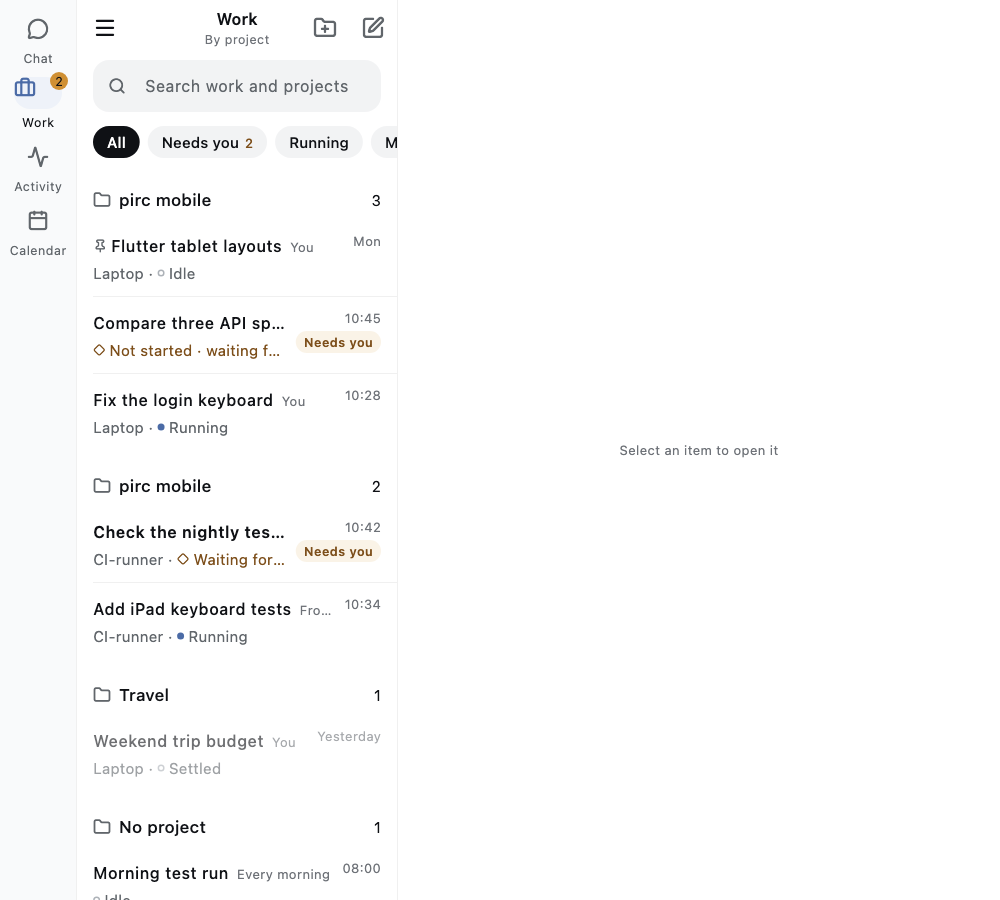 Chat
2
Work
Activity
Calendar
Work
By project
Search work and projects
All
Needs you 2
Running
M
pirc mobile 3
Flutter tablet layouts You Mon
Laptop · Idle
Compare three API sp... 10:45
Not started · waiting f... Needs you
Fix the login keyboard You 10:28
Laptop · Running
pirc mobile 2
Check the nightly tes... 10:42
CI-runner · Waiting for... Needs you
Add iPad keyboard tests Fro... 10:34
CI-runner · Running
Travel 1
Weekend trip budget You Yesterday
Laptop · Settled
No project 1
Morning test run Every morning 08:00
Idle
Select an item to open it